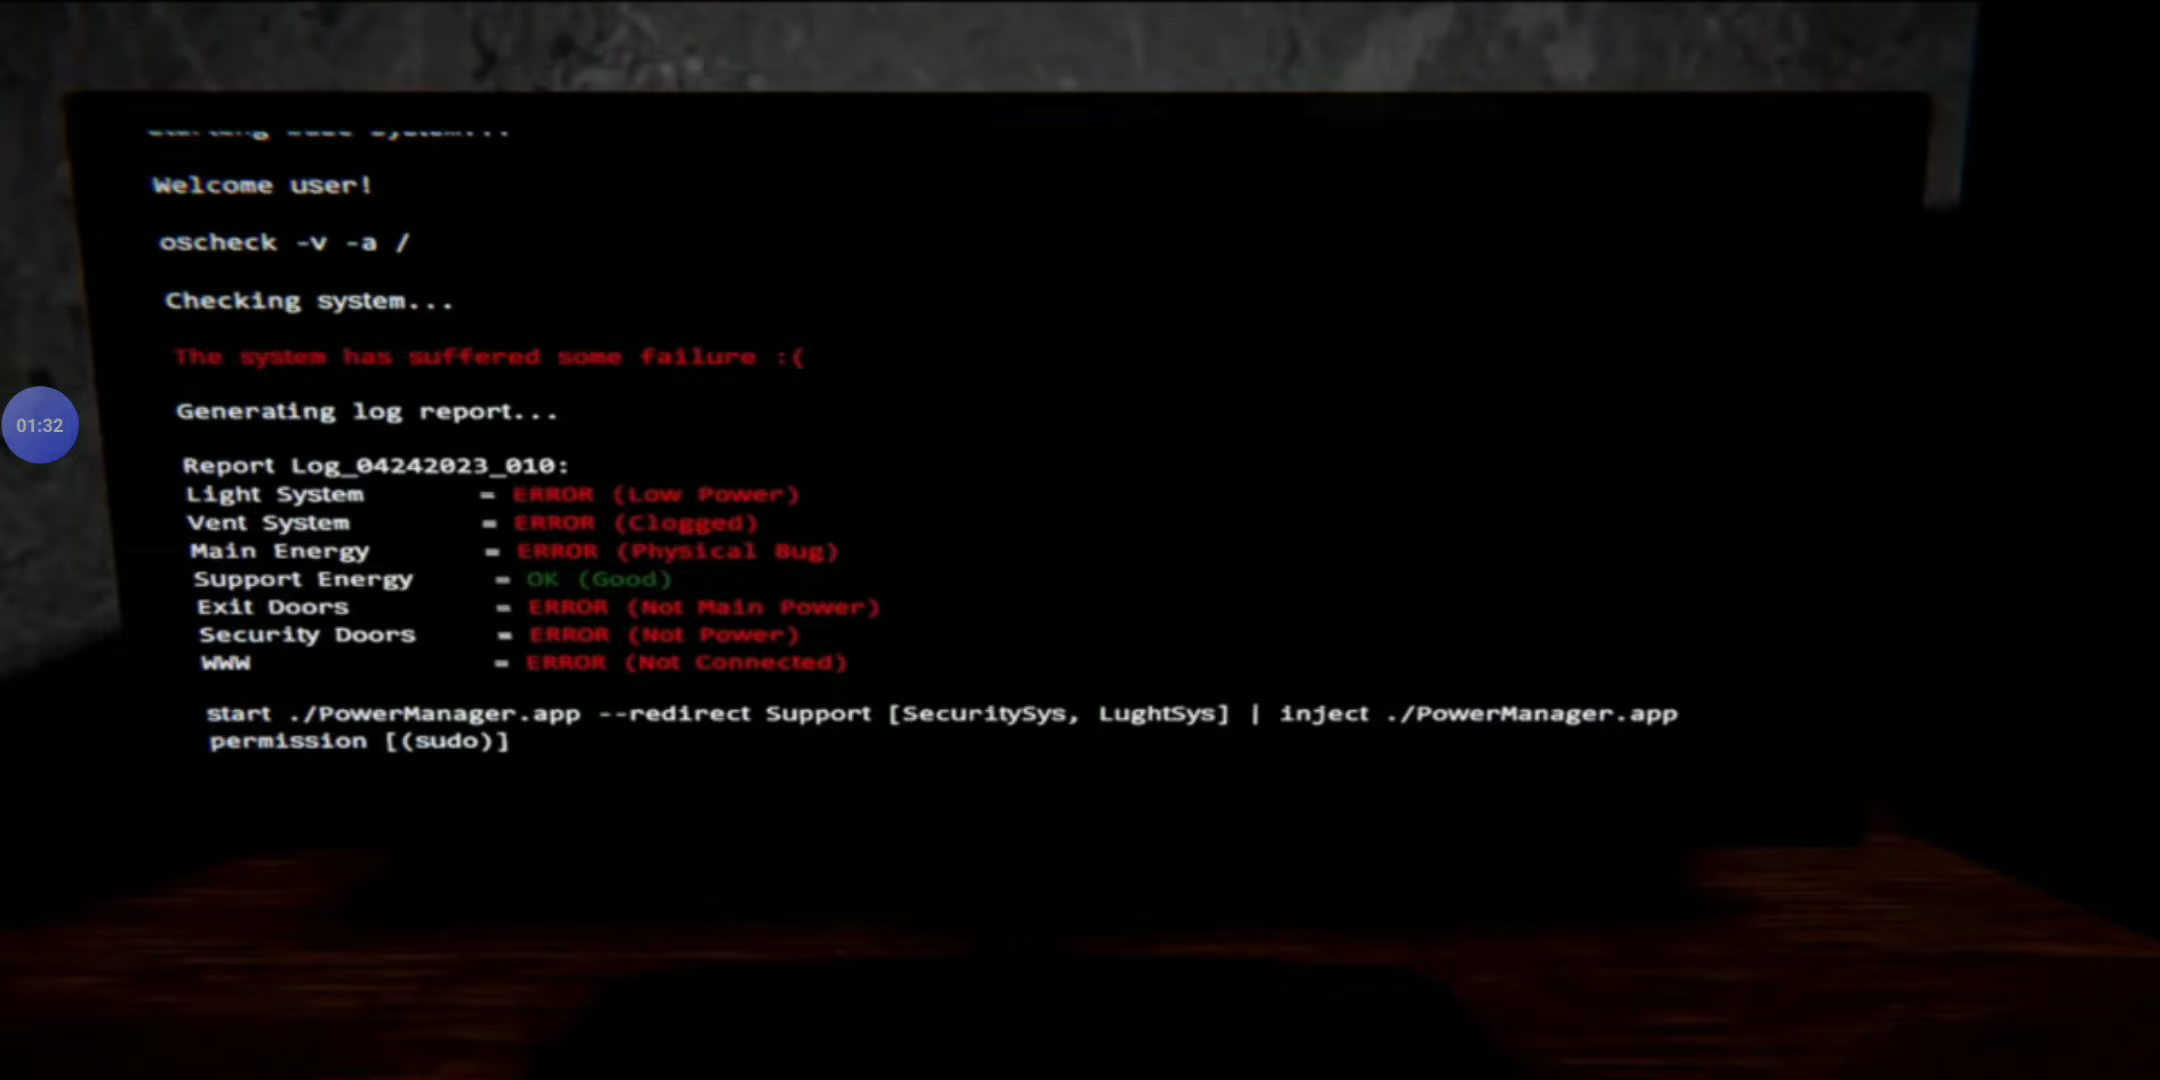 Welcome user!
oscheck -v -a /
Checking system...
The system has suffered some failure :(
Generating log report...
Report Log_04242023_010:
Light System = ERROR (Low Power)
Vent System = ERROR (Clogged)
Main Energy = ERROR (Physical Bug)
Support Energy = OK (Good)
Exit Doors = ERROR (Not Main Power)
Security Doors = ERROR (Not Power)
WWW = ERROR (Not Connected)
start ./PowerManager.app --redirect Support [SecuritySys, LughtSys] | inject ./PowerManager.app
permission [(sudo)]
01:32